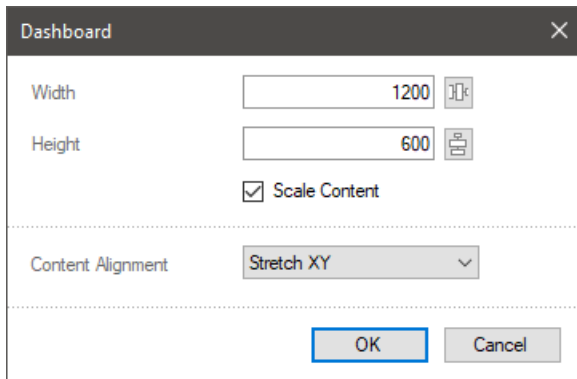 Dashboard
Width 1200
Height 600
Scale Content
Content Alignment Stretch XY
OK Cancel